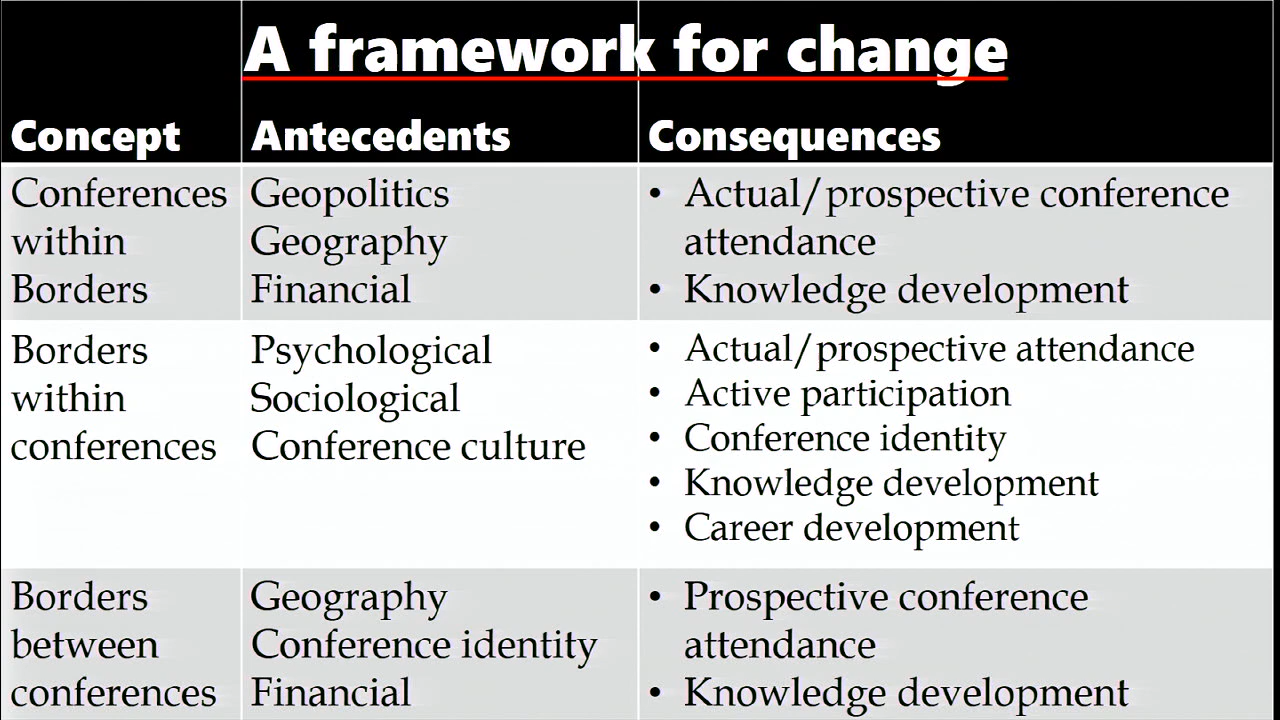 A framework for change
Concept
Antecedents
Consequences
Conferences
within
Borders
Geopolitics
Geography
Financial
• Actual/prospective conference
attendance
• Knowledge development
Borders
within
conferences
Psychological
Sociological
Conference culture
• Actual/prospective attendance
• Active participation
• Conference identity
• Knowledge development
• Career development
Borders
between
conferences
Geography
Conference identity
Financial
• Prospective conference
attendance
• Knowledge development